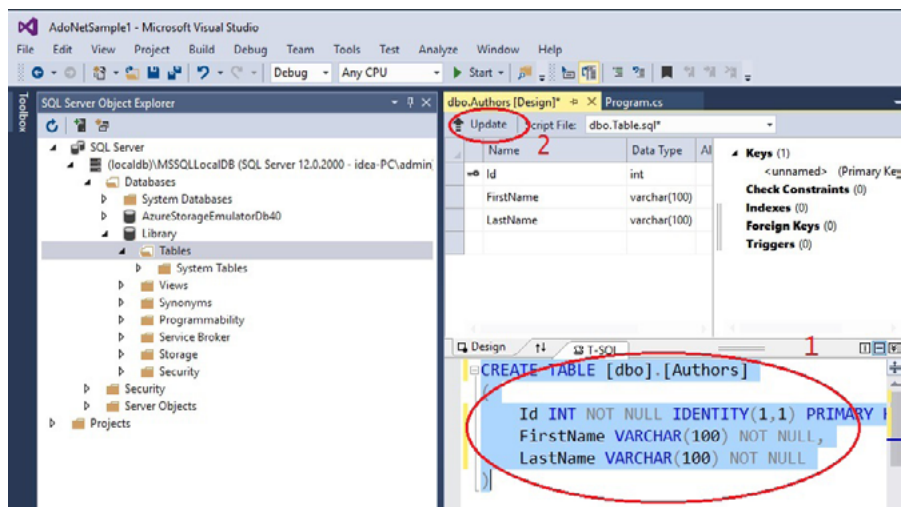 AdoNetSample1 - Microsoft Visual Studio
File Edit View Project Build Debug Team Tools Test Analyze Window Help
Debug Any CPU Start
Toolbox
SQL Server Object Explorer
dbo.Authors [Design]* Program.cs
Update Script File: dbo.Table.sql*
2
SQL Server
(localdb)\MSSQLLocalDB (SQL Server 12.0.2000 - idea-PC\admin
Databases
System Databases
AzureStorageEmulatorDb40
Library
Tables
System Tables
Views
Synonyms
Programmability
Service Broker
Storage
Security
Security
Server Objects
Projects
Name Data Type Al
Id int
FirstName varchar(100)
LastName varchar(100)
Keys (1)
<unnamed> (Primary Key
Check Constraints (0)
Indexes (0)
Foreign Keys (0)
Triggers (0)
Design T-SQL
1
CREATE TABLE [dbo].[Authors]
(
Id INT NOT NULL IDENTITY(1,1) PRIMARY K
FirstName VARCHAR(100) NOT NULL,
LastName VARCHAR(100) NOT NULL
)